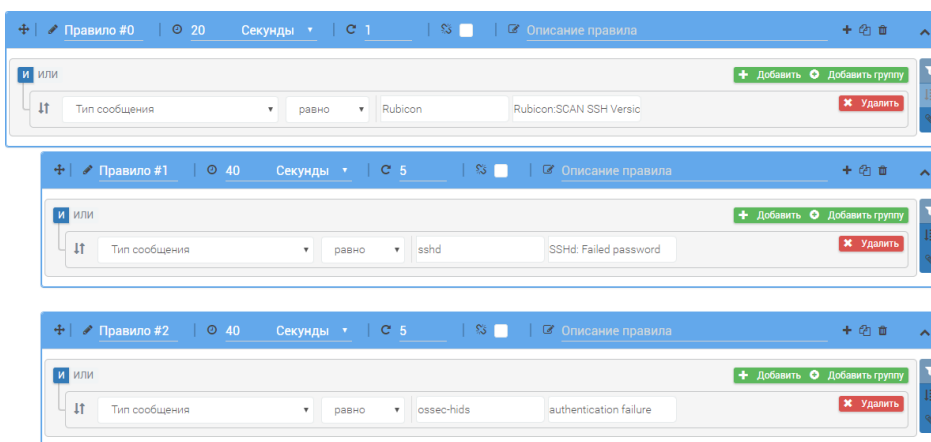 Правило #0 20 Секунды 1 Описание правила
И ИЛИ Добавить Добавить группу
Тип сообщения равно Rubicon Rubicon:SCAN SSH Versic Удалить
Правило #1 40 Секунды 5 Описание правила
И ИЛИ Добавить Добавить группу
Тип сообщения равно sshd SSHd: Failed password Удалить
Правило #2 40 Секунды 5 Описание правила
И ИЛИ Добавить Добавить группу
Тип сообщения равно ossec-hids authentication failure Удалить